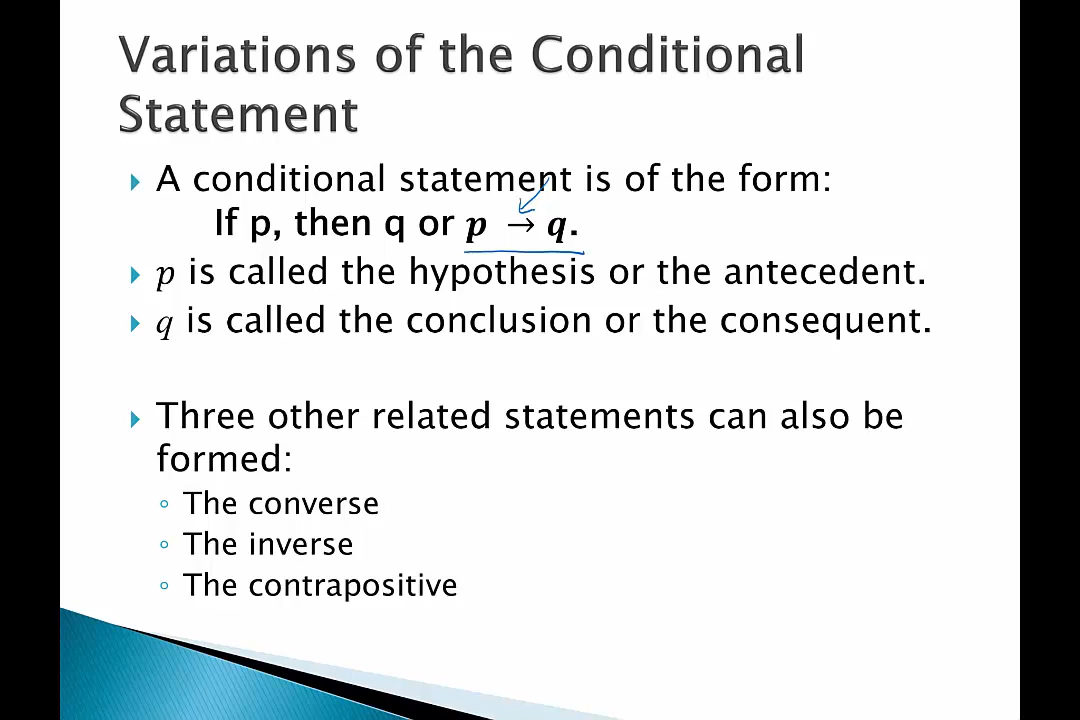 Variations of the Conditional
Statement
A conditional statement is of the form:
If p, then q or p → q.
p is called the hypothesis or the antecedent.
q is called the conclusion or the consequent.
Three other related statements can also be
formed:
The converse
The inverse
The contrapositive